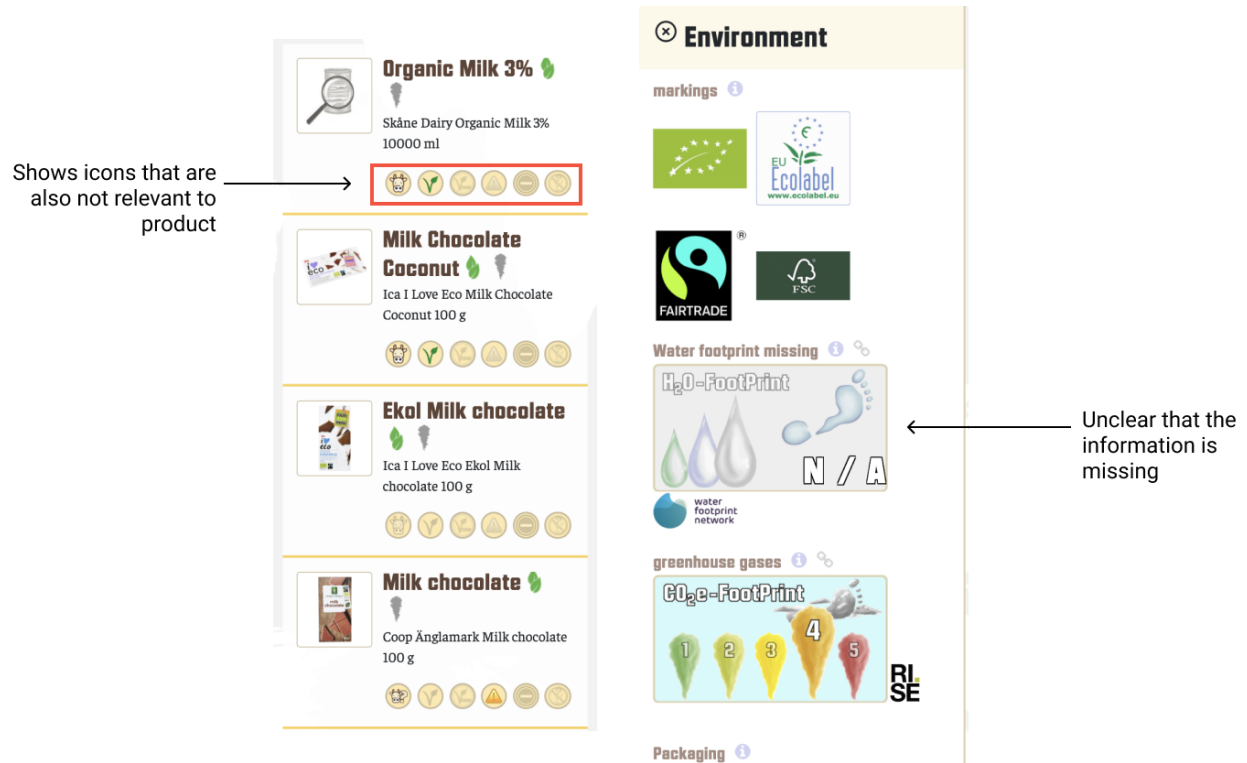 Shows icons that are
also not relevant to
product
Organic Milk 3%
Skåne Dairy Organic Milk 3%
10000 ml
Milk Chocolate
Coconut
Ica I Love Eco Milk Chocolate
Coconut 100 g
Ekol Milk chocolate
Ica I Love Eco Ekol Milk
chocolate 100 g
Milk chocolate
Coop Änglamark Milk chocolate
100 g
Environment
markings
EU
Ecolabel
www.ecolabel.eu
FAIRTRADE
®
FSC
Water footprint missing
H₂O-FootPrint
N / A
water
footprint
network
greenhouse gases
CO₂e-FootPrint
1 2 3 4 5
RI.
SE
Packaging
Unclear that the
information is
missing